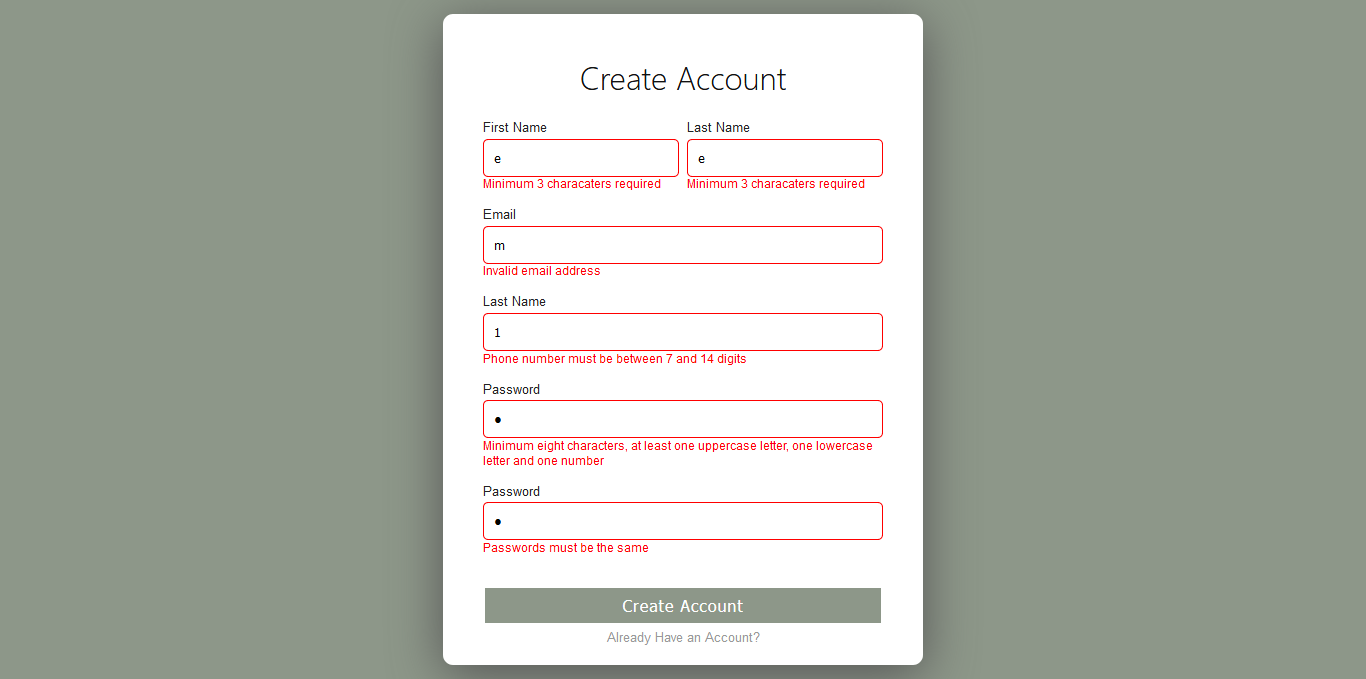 Create Account
First Name Last Name
e e
Minimum 3 characaters required Minimum 3 characaters required
Email
m
Invalid email address
Last Name
1
Phone number must be between 7 and 14 digits
Password
●
Minimum eight characters, at least one uppercase letter, one lowercase
letter and one number
Password
●
Passwords must be the same
Create Account
Already Have an Account?